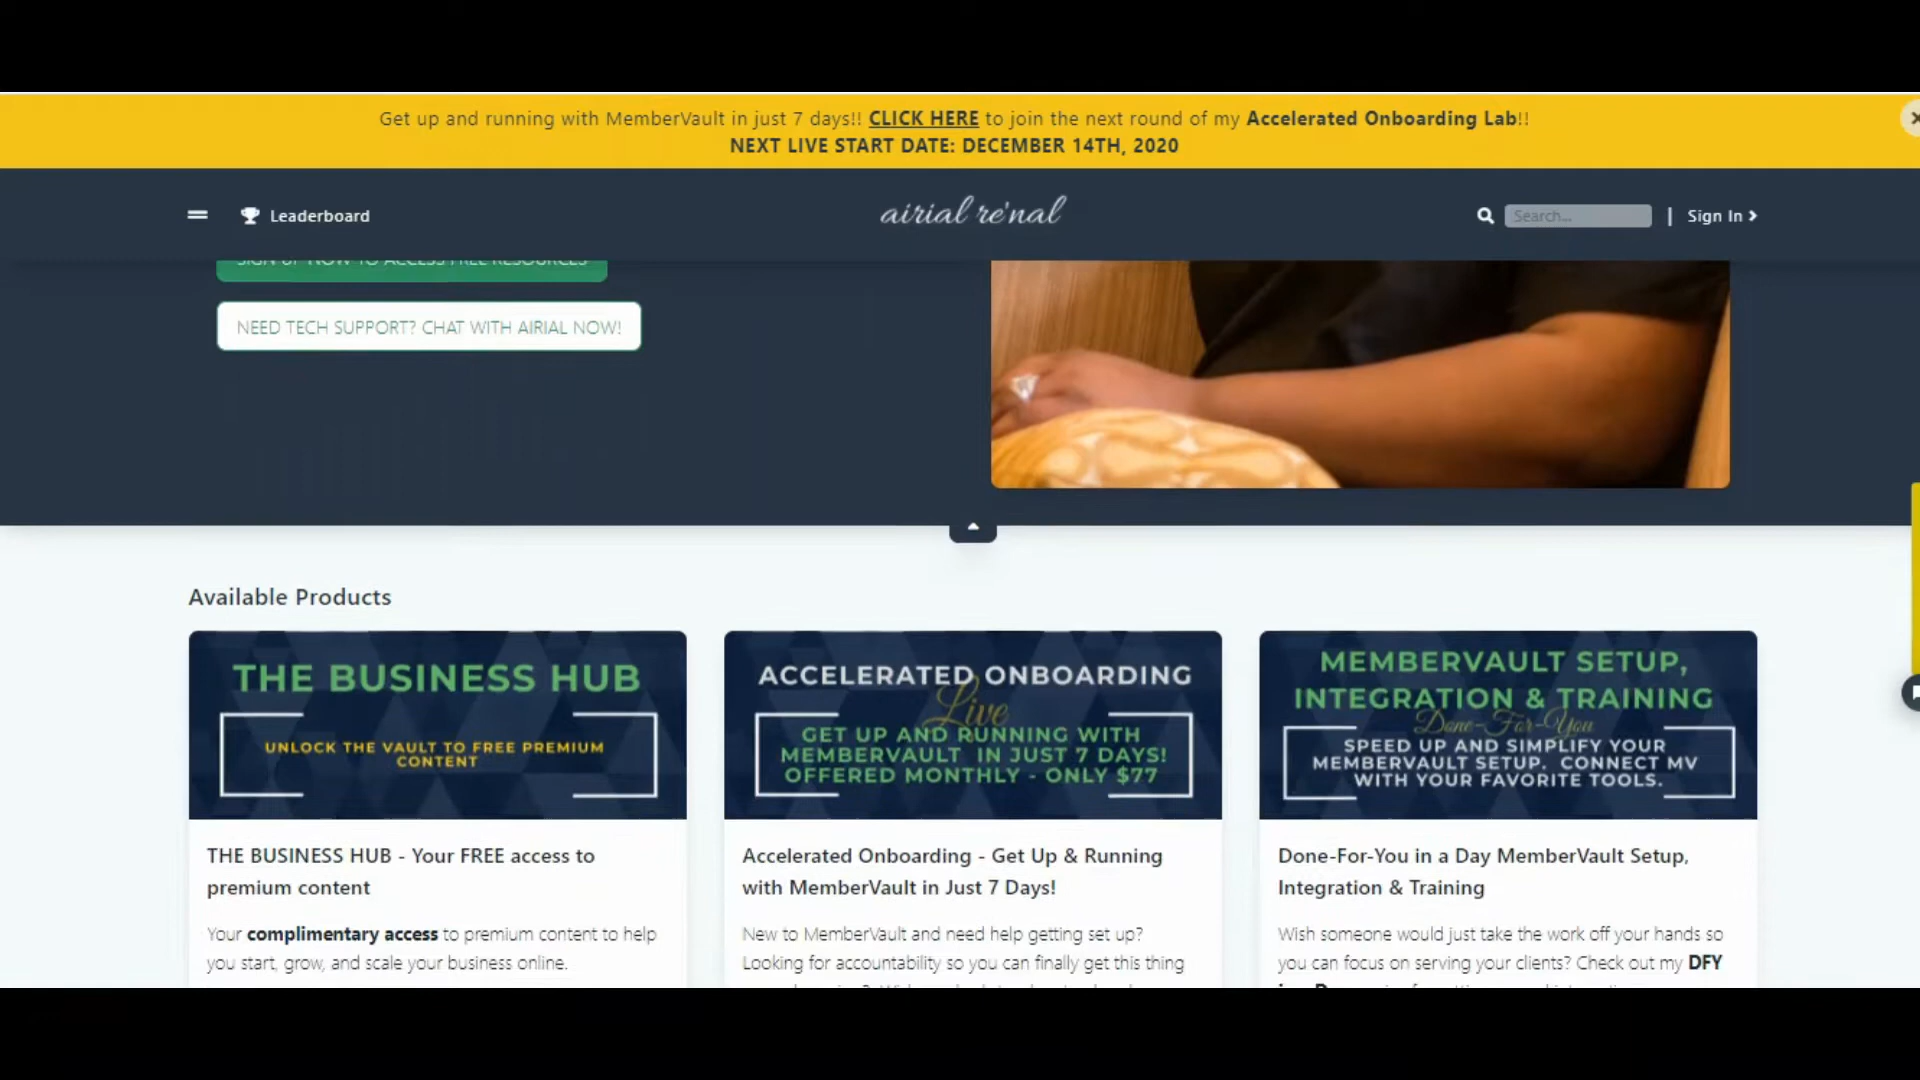 Get up and running with MemberVault in just 7 days!! CLICK HERE to join the next round of my Accelerated Onboarding Lab!!
NEXT LIVE START DATE: DECEMBER 14TH, 2020
Leaderboard
airial re'nal
Search...
| Sign In
SIGN UP NOW TO ACCESS FREE RESOURCES
NEED TECH SUPPORT? CHAT WITH AIRIAL NOW!
Available Products
THE BUSINESS HUB
UNLOCK THE VAULT TO FREE PREMIUM
CONTENT
THE BUSINESS HUB - Your FREE access to
premium content
Your complimentary access to premium content to help
you start, grow, and scale your business online.
ACCELERATED ONBOARDING
Live
GET UP AND RUNNING WITH
MEMBERVAULT IN JUST 7 DAYS!
OFFERED MONTHLY - ONLY $77
Accelerated Onboarding - Get Up & Running
with MemberVault in Just 7 Days!
New to MemberVault and need help getting set up?
Looking for accountability so you can finally get this thing
MEMBERVAULT SETUP,
INTEGRATION & TRAINING
Done-For-You
SPEED UP AND SIMPLIFY YOUR
MEMBERVAULT SETUP. CONNECT MV
WITH YOUR FAVORITE TOOLS.
Done-For-You in a Day MemberVault Setup,
Integration & Training
Wish someone would just take the work off your hands so
you can focus on serving your clients? Check out my DFY